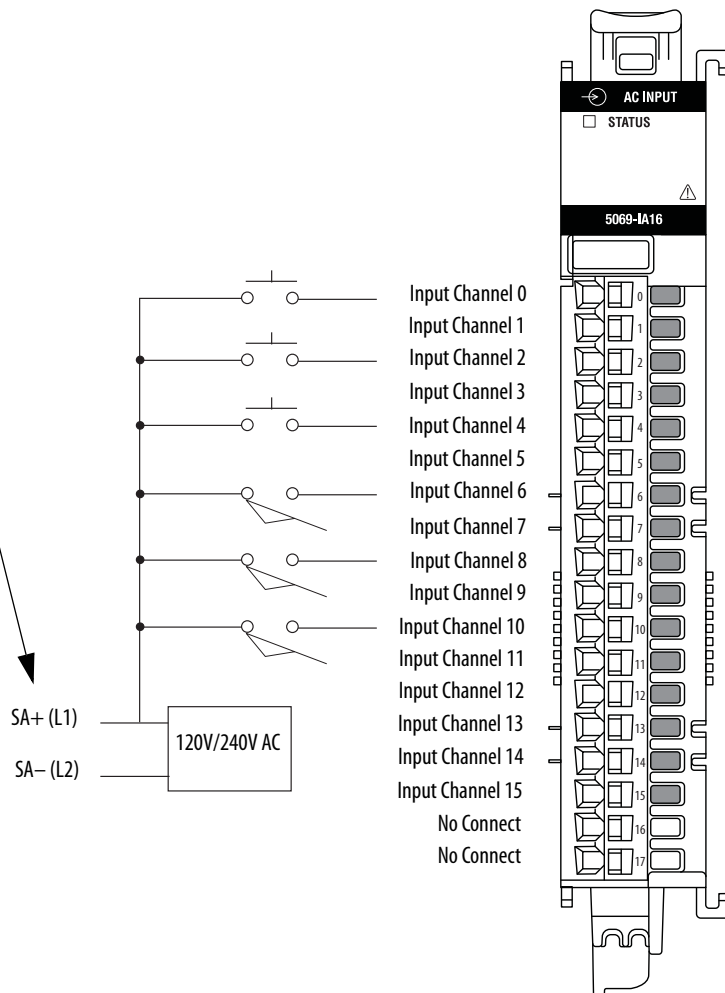 AC INPUT
STATUS
5069-IA16
Input Channel 0
0
Input Channel 1
1
Input Channel 2
2
Input Channel 3
3
Input Channel 4
4
Input Channel 5
5
Input Channel 6
6
Input Channel 7
7
Input Channel 8
8
Input Channel 9
9
Input Channel 10
10
Input Channel 11
11
Input Channel 12
12
Input Channel 13
13
Input Channel 14
14
Input Channel 15
15
No Connect
16
No Connect
17
SA+ (L1)
SA– (L2)
120V/240V AC